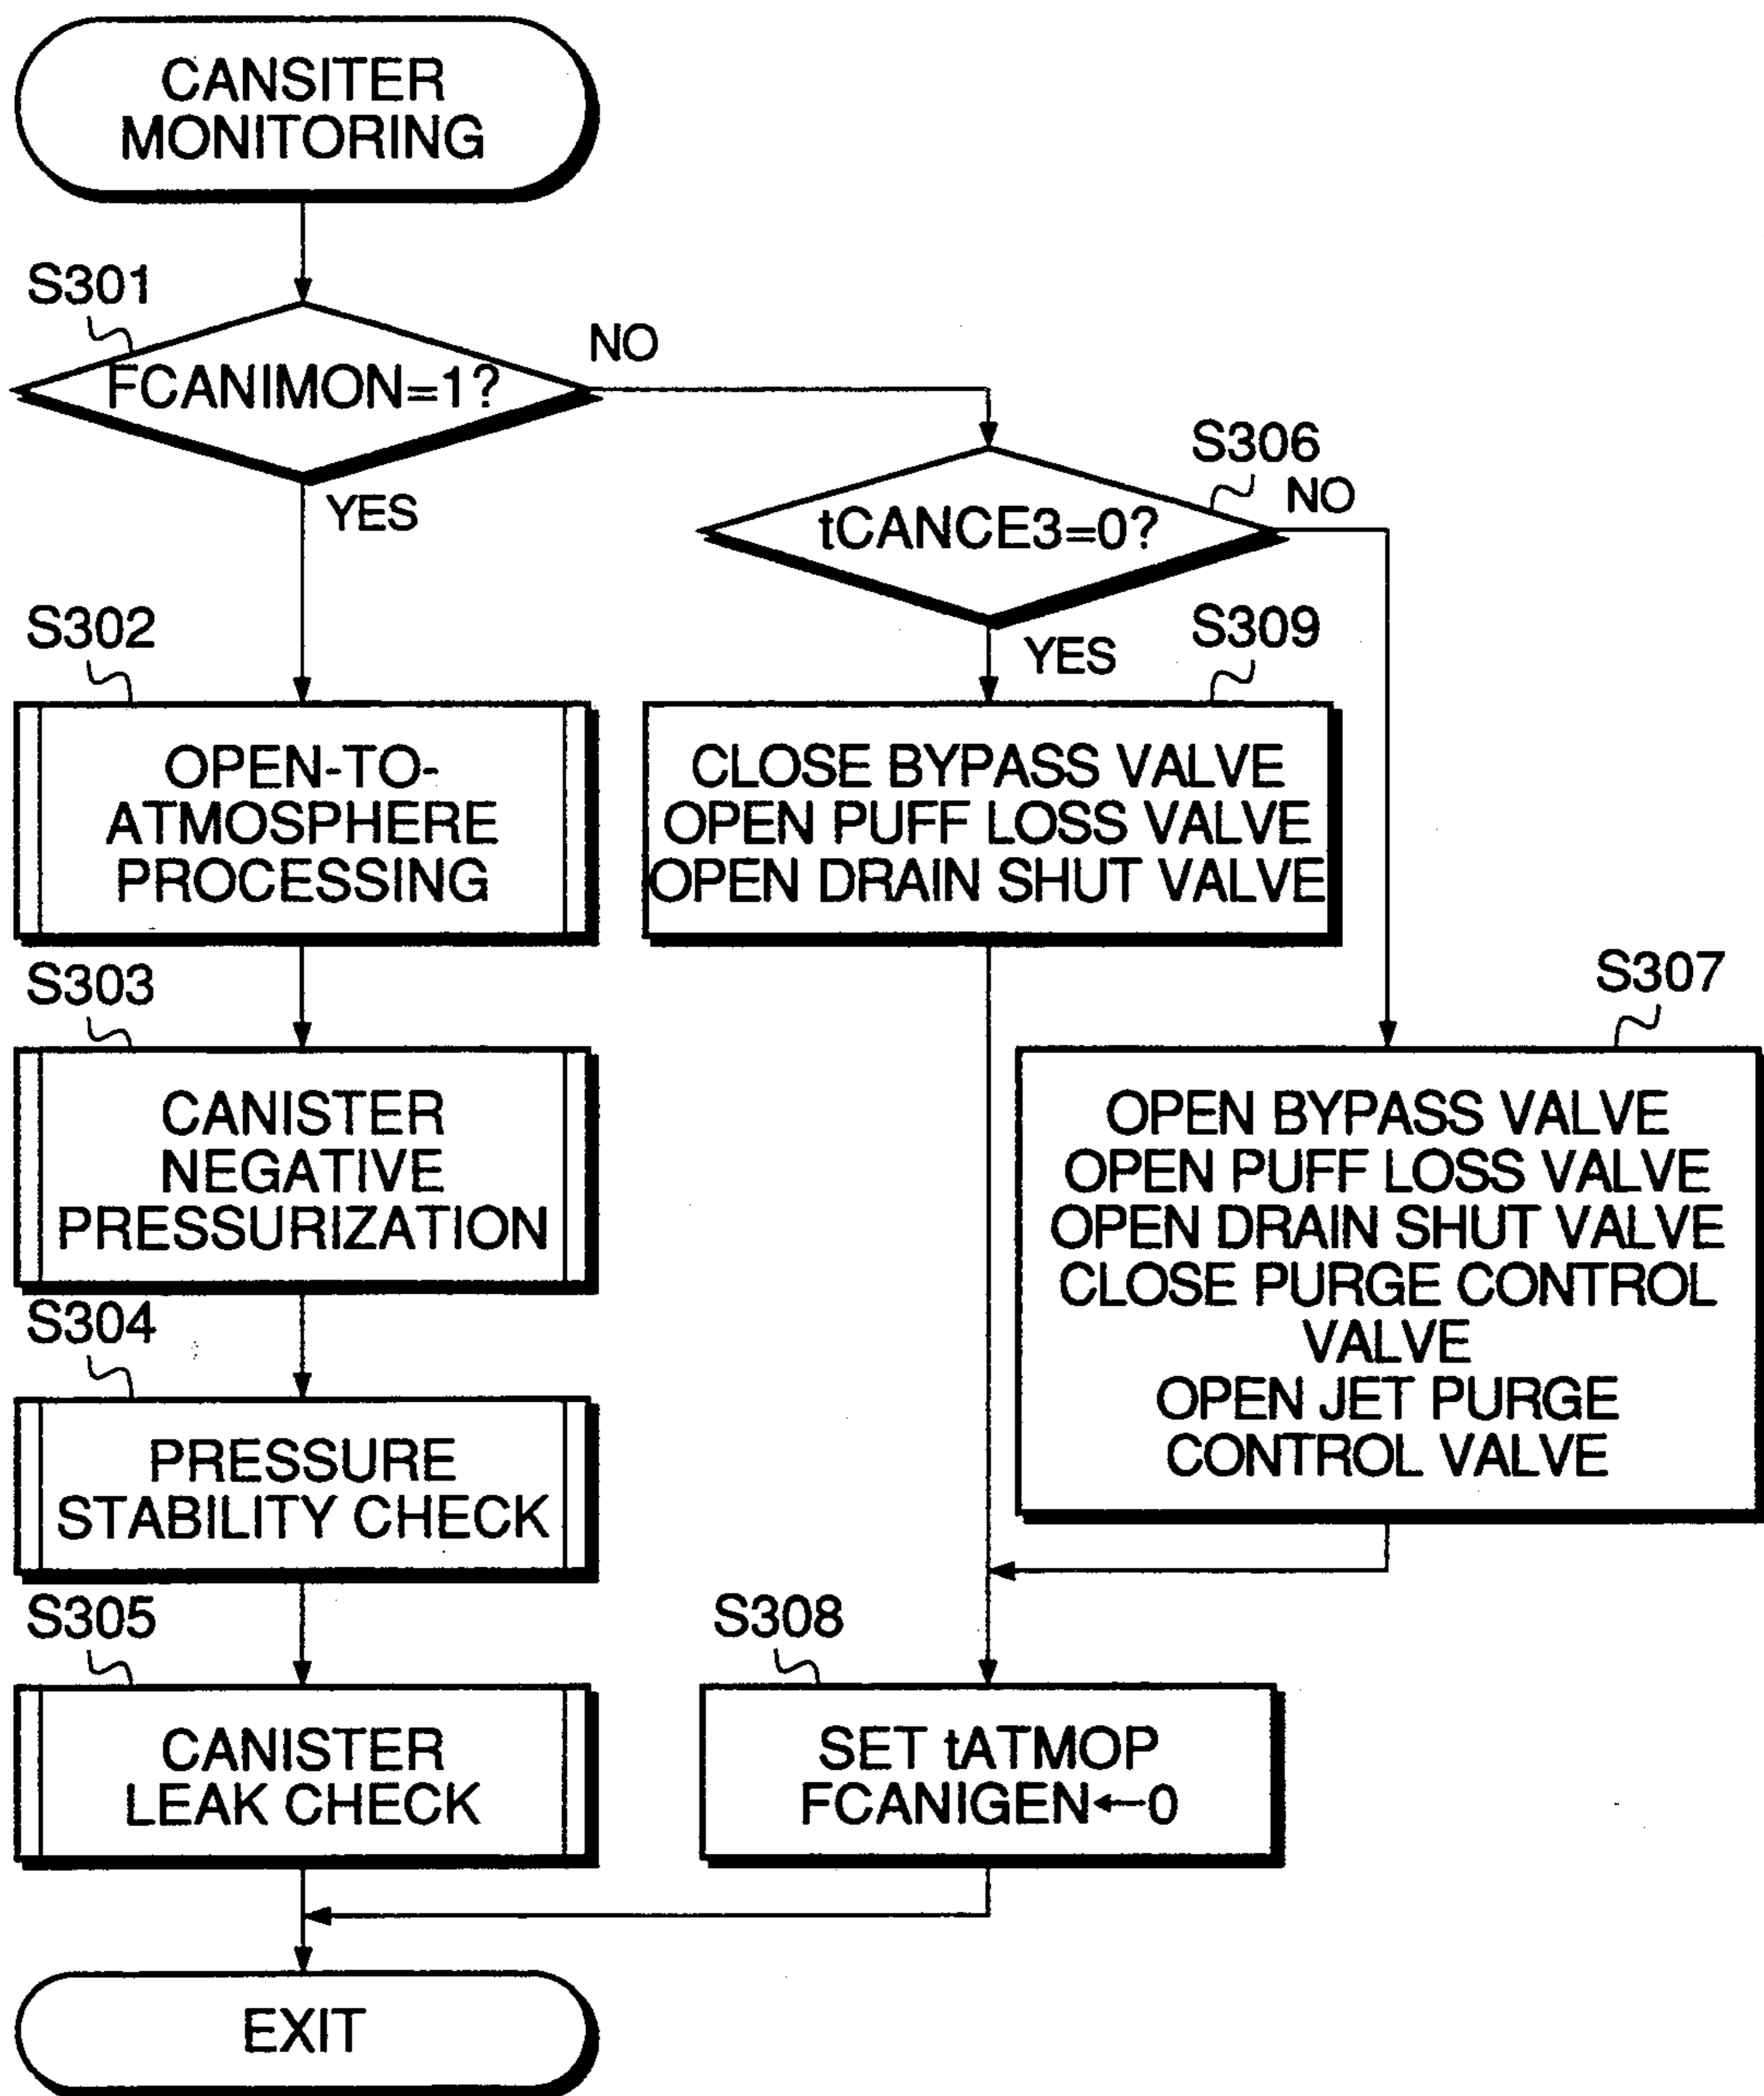 CANSITER
MONITORING
S301
FCANIMON=1?
NO
YES
S306
tCANCE3=0?
NO
YES
S302
OPEN-TO-
ATMOSPHERE
PROCESSING
S309
CLOSE BYPASS VALVE
OPEN PUFF LOSS VALVE
OPEN DRAIN SHUT VALVE
S303
CANISTER
NEGATIVE
PRESSURIZATION
S307
OPEN BYPASS VALVE
OPEN PUFF LOSS VALVE
OPEN DRAIN SHUT VALVE
CLOSE PURGE CONTROL
VALVE
OPEN JET PURGE
CONTROL VALVE
S304
PRESSURE
STABILITY CHECK
S305
CANISTER
LEAK CHECK
S308
SET tATMOP
FCANIGEN←0
EXIT